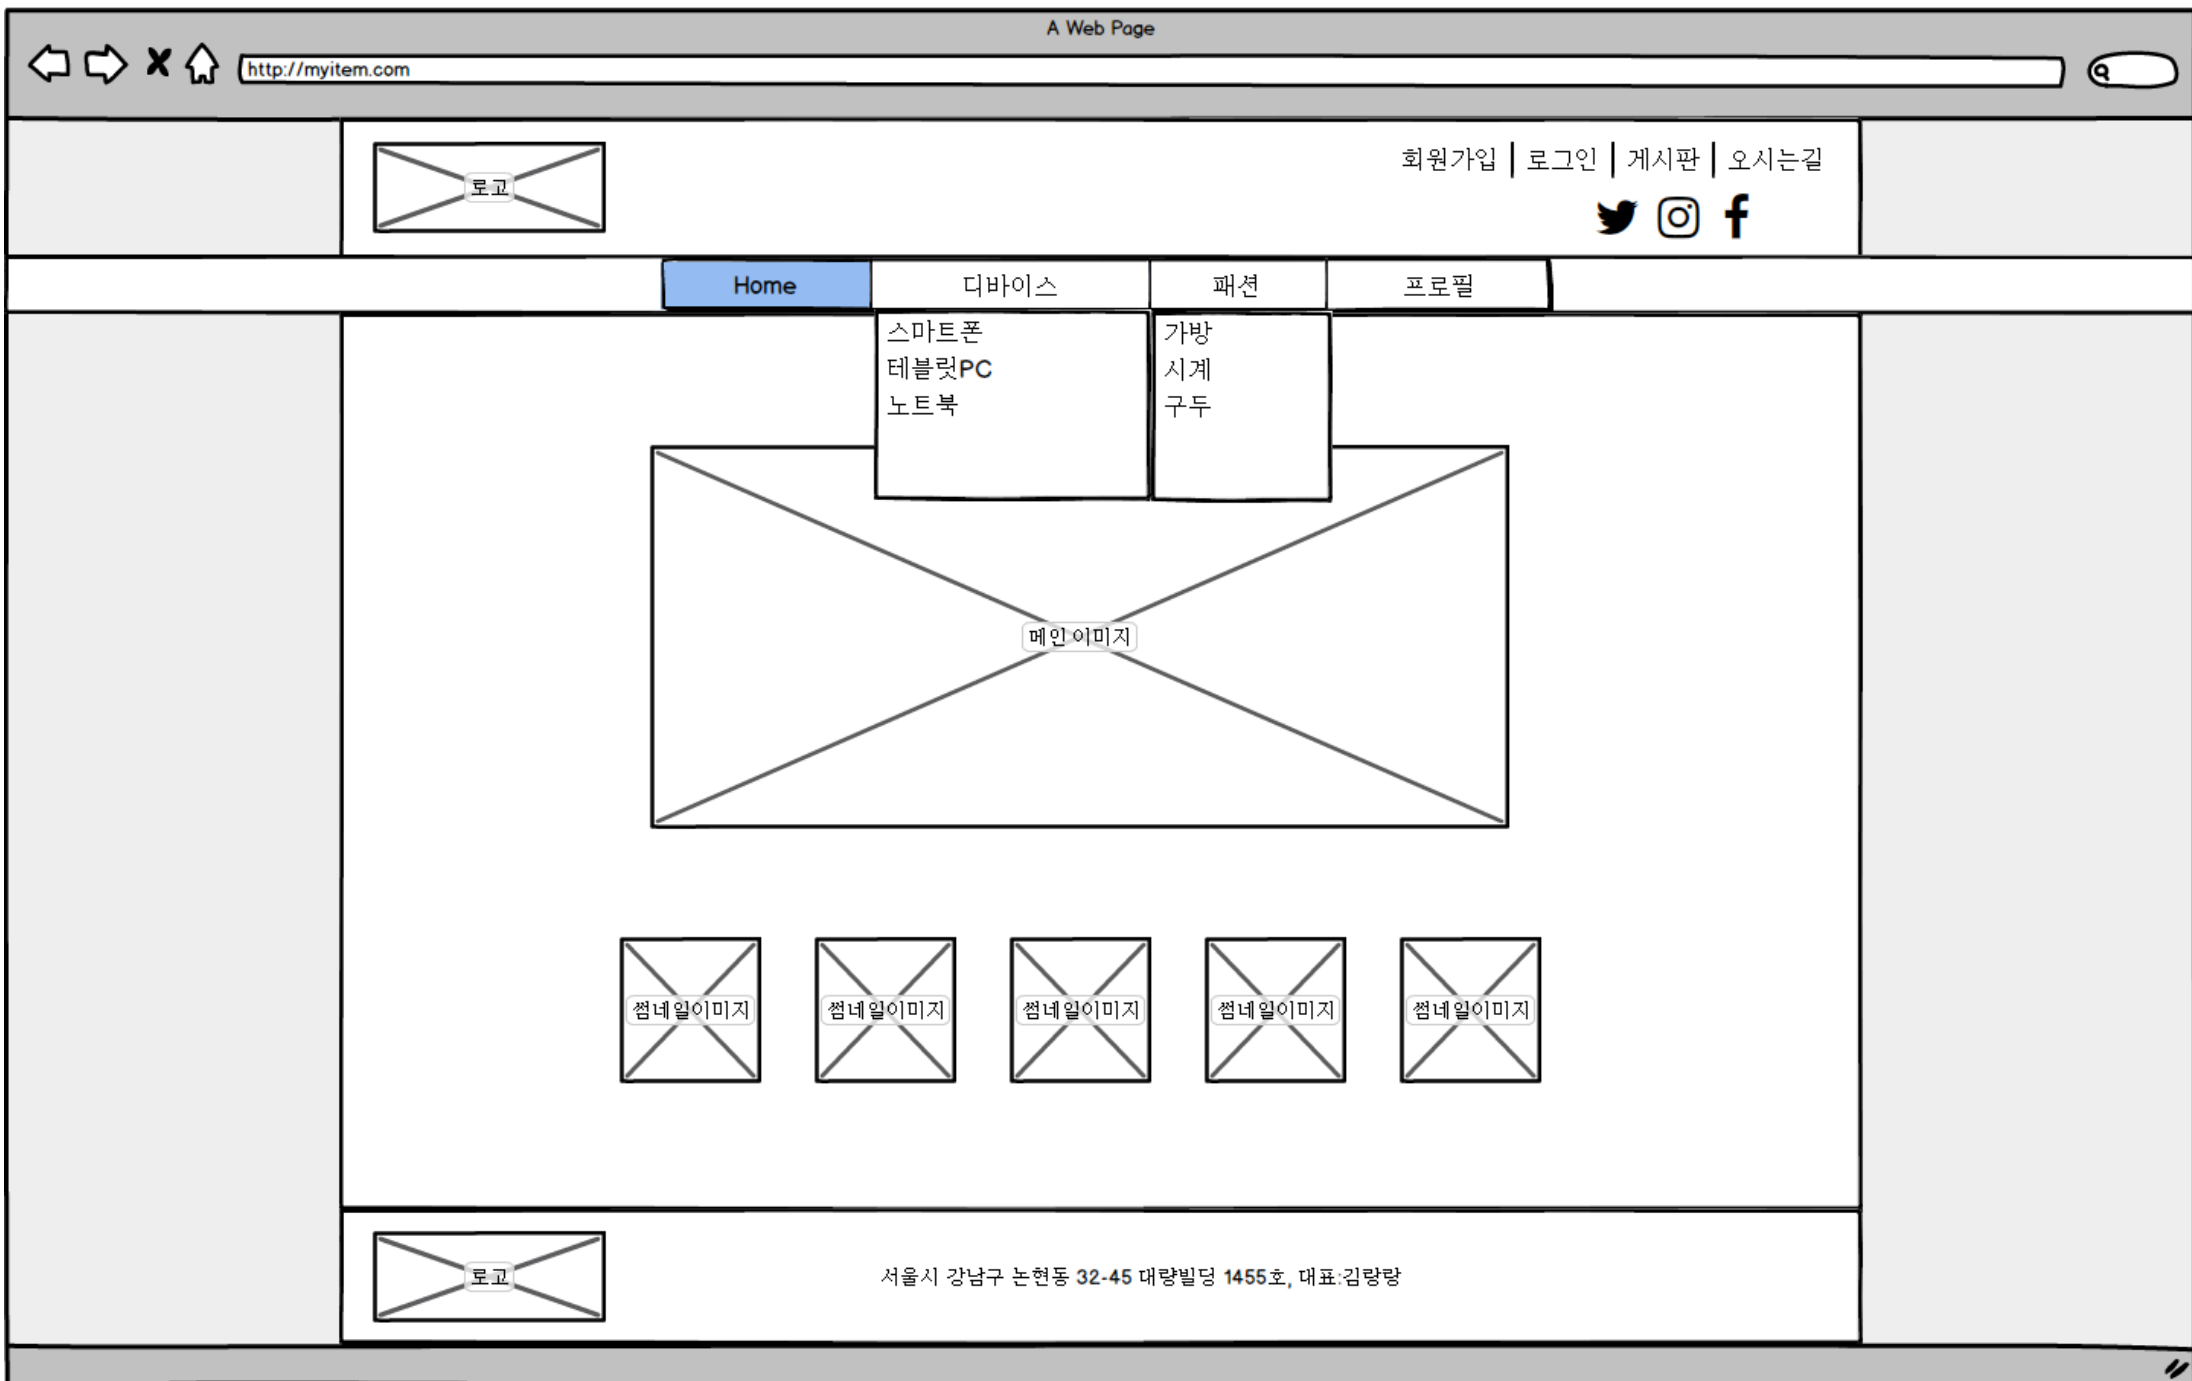 A Web Page
http://myitem.com
로고
회원가입 로그인 게시판 오시는길
Home 디바이스 패션 프로필
스마트폰
테블릿PC
노트북
가방
시계
구두
메인 이미지
썸네일이미지 썸네일이미지 썸네일이미지 썸네일이미지 썸네일이미지
로고
서울시 강남구 논현동 32-45 대량빌딩 1455호, 대표:김랑랑